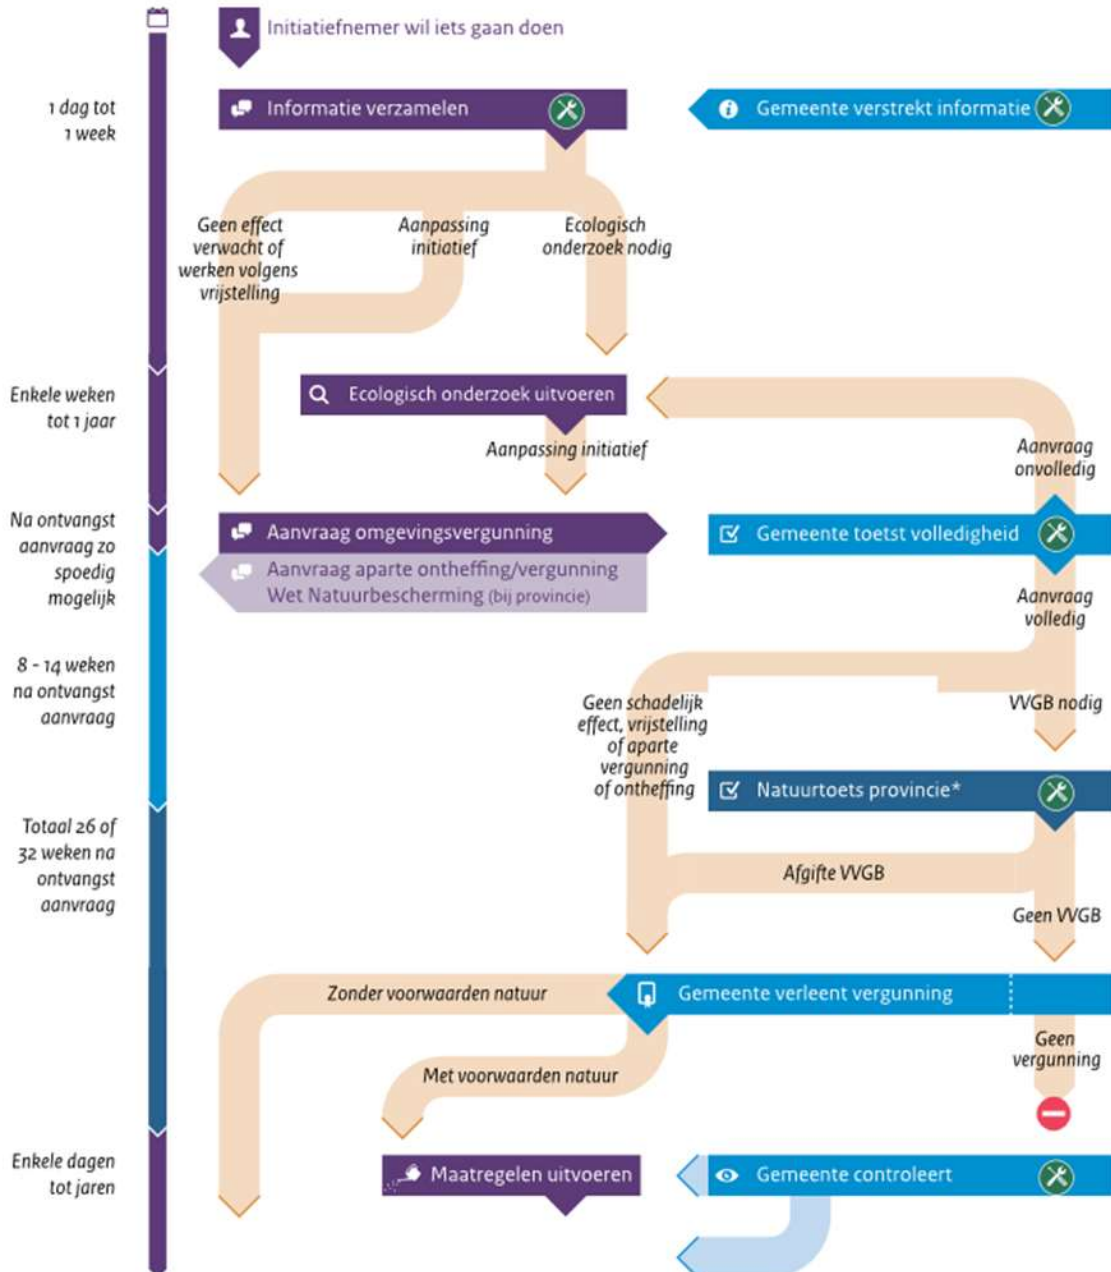 Initiatiefnemer wil iets gaan doen
1 dag tot
1 week
Informatie verzamelen
Gemeente verstrekt informatie
Geen effect
verwacht of
werken volgens
vrijstelling
Aanpassing
initiatief
Ecologisch
onderzoek nodig
Enkele weken
tot 1 jaar
Ecologisch onderzoek uitvoeren
Aanpassing initiatief
Aanvraag
onvolledig
Na ontvangst
aanvraag zo
spoedig
mogelijk
Aanvraag omgevingsvergunning
Aanvraag aparte ontheffing/vergunning
Wet Natuurbescherming (bij provincie)
Gemeente toetst volledigheid
Aanvraag
volledig
8 - 14 weken
na ontvangst
aanvraag
Geen schadelijk
effect, vrijstelling
of aparte
vergunning
of ontheffing
VVGB nodig
Natuurtoets provincie*
Totaal 26 of
32 weken na
ontvangst
aanvraag
Afgifte VVGB
Geen VVGB
Zonder voorwaarden natuur
Gemeente verleent vergunning
Geen
vergunning
Met voorwaarden natuur
Enkele dagen
tot jaren
Maatregelen uitvoeren
Gemeente controleert